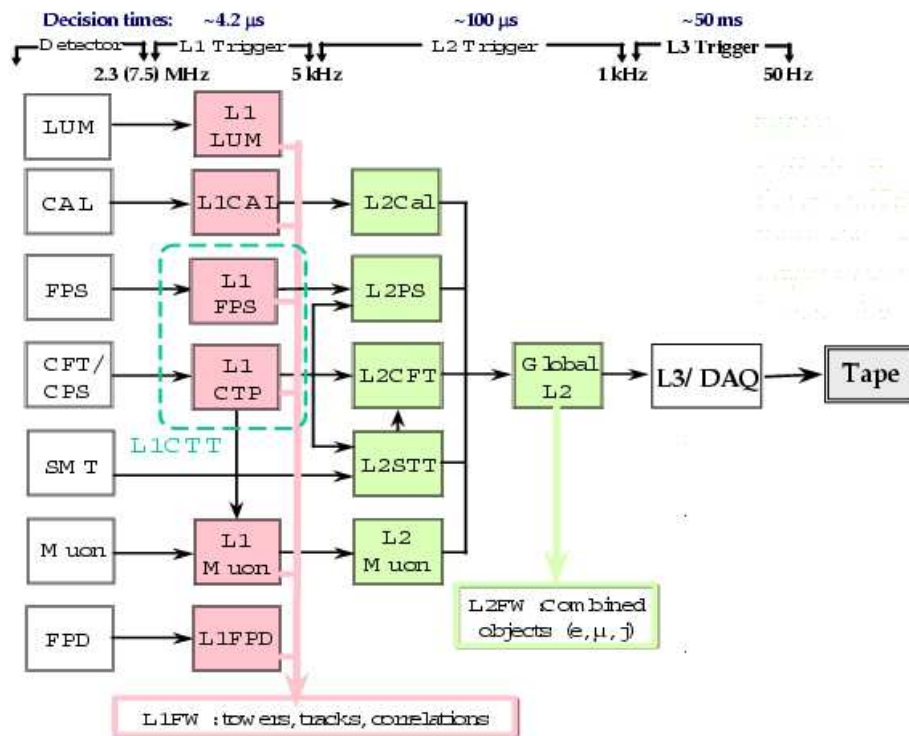 Decision times: ~4.2 μs ~100 μs ~50 ms
Detector L1 Trigger L2 Trigger L3 Trigger
2.3 (7.5) MHz 5 kHz 1 kHz 50 Hz
LUM
L1
LUM
CAL
L1CAL
L2Cal
FPS
L1
FPS
L2PS
CFT/
CPS
L1
CTP
L2CFT
Global
L2
L3/ DAQ
Tape
L1CTT
SMT
L2STT
Muon
L1
Muon
L2
Muon
FPD
L1FPD
L2FW :Combined
objects (e, μ, j)
L1FW : towers, tracks, correlations